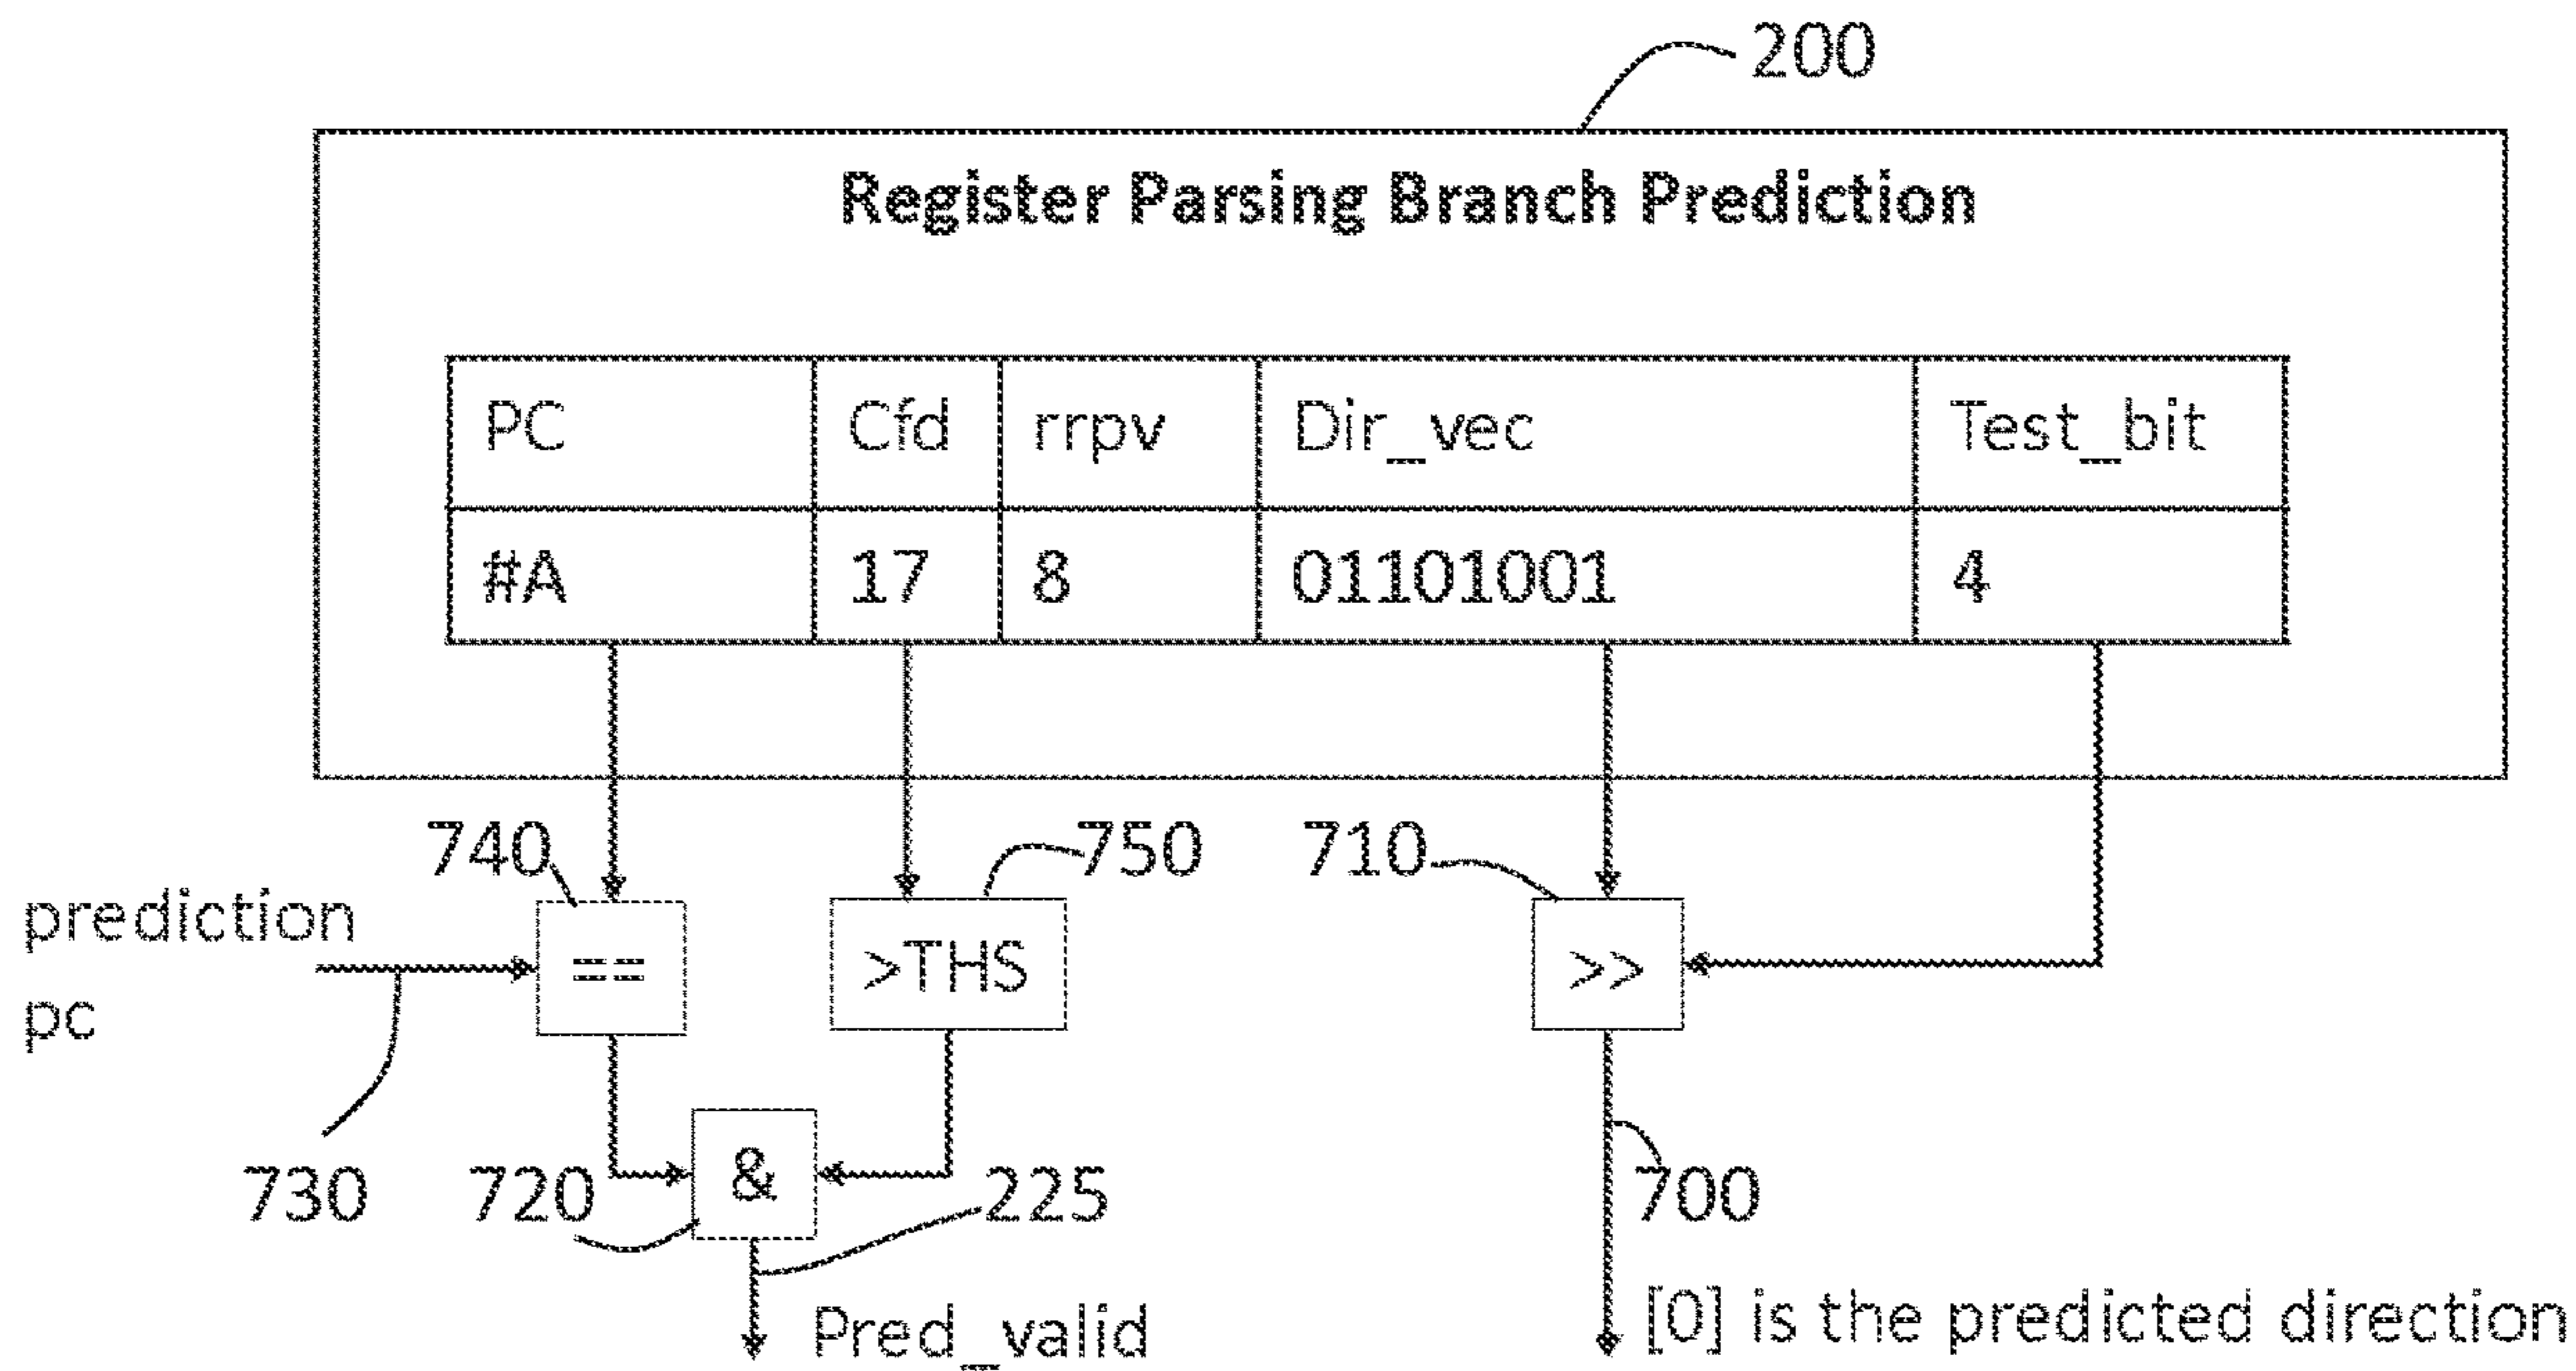 200
Register Parsing Branch Prediction
PC Cfd rrpv Dir_vec Test_bit
#A 17 8 01101001 4
740 750 710
prediction
pc
== >THS >>
730 720 & 225 700
Pred_valid [0] is the predicted direction